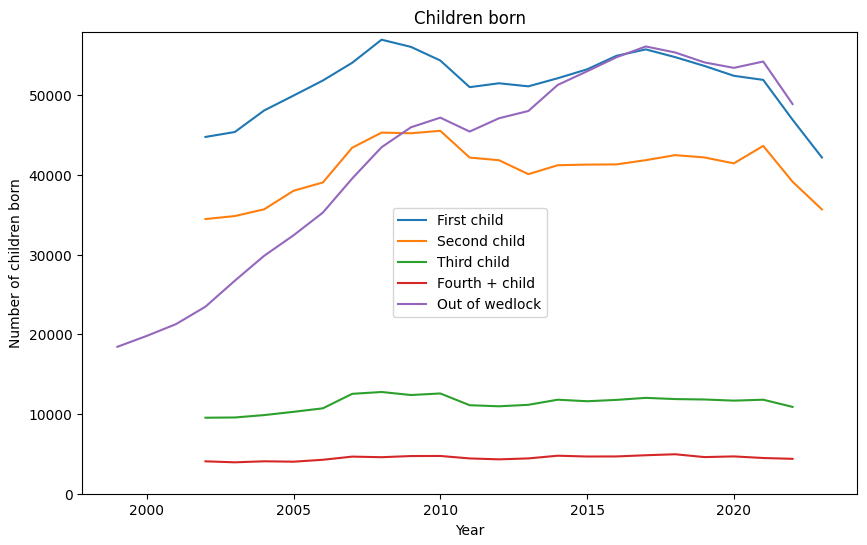 Children born
Number of children born
50000
40000
30000
20000
10000
0
First child
Second child
Third child
Fourth + child
Out of wedlock
2000
2005
2010
2015
2020
Year